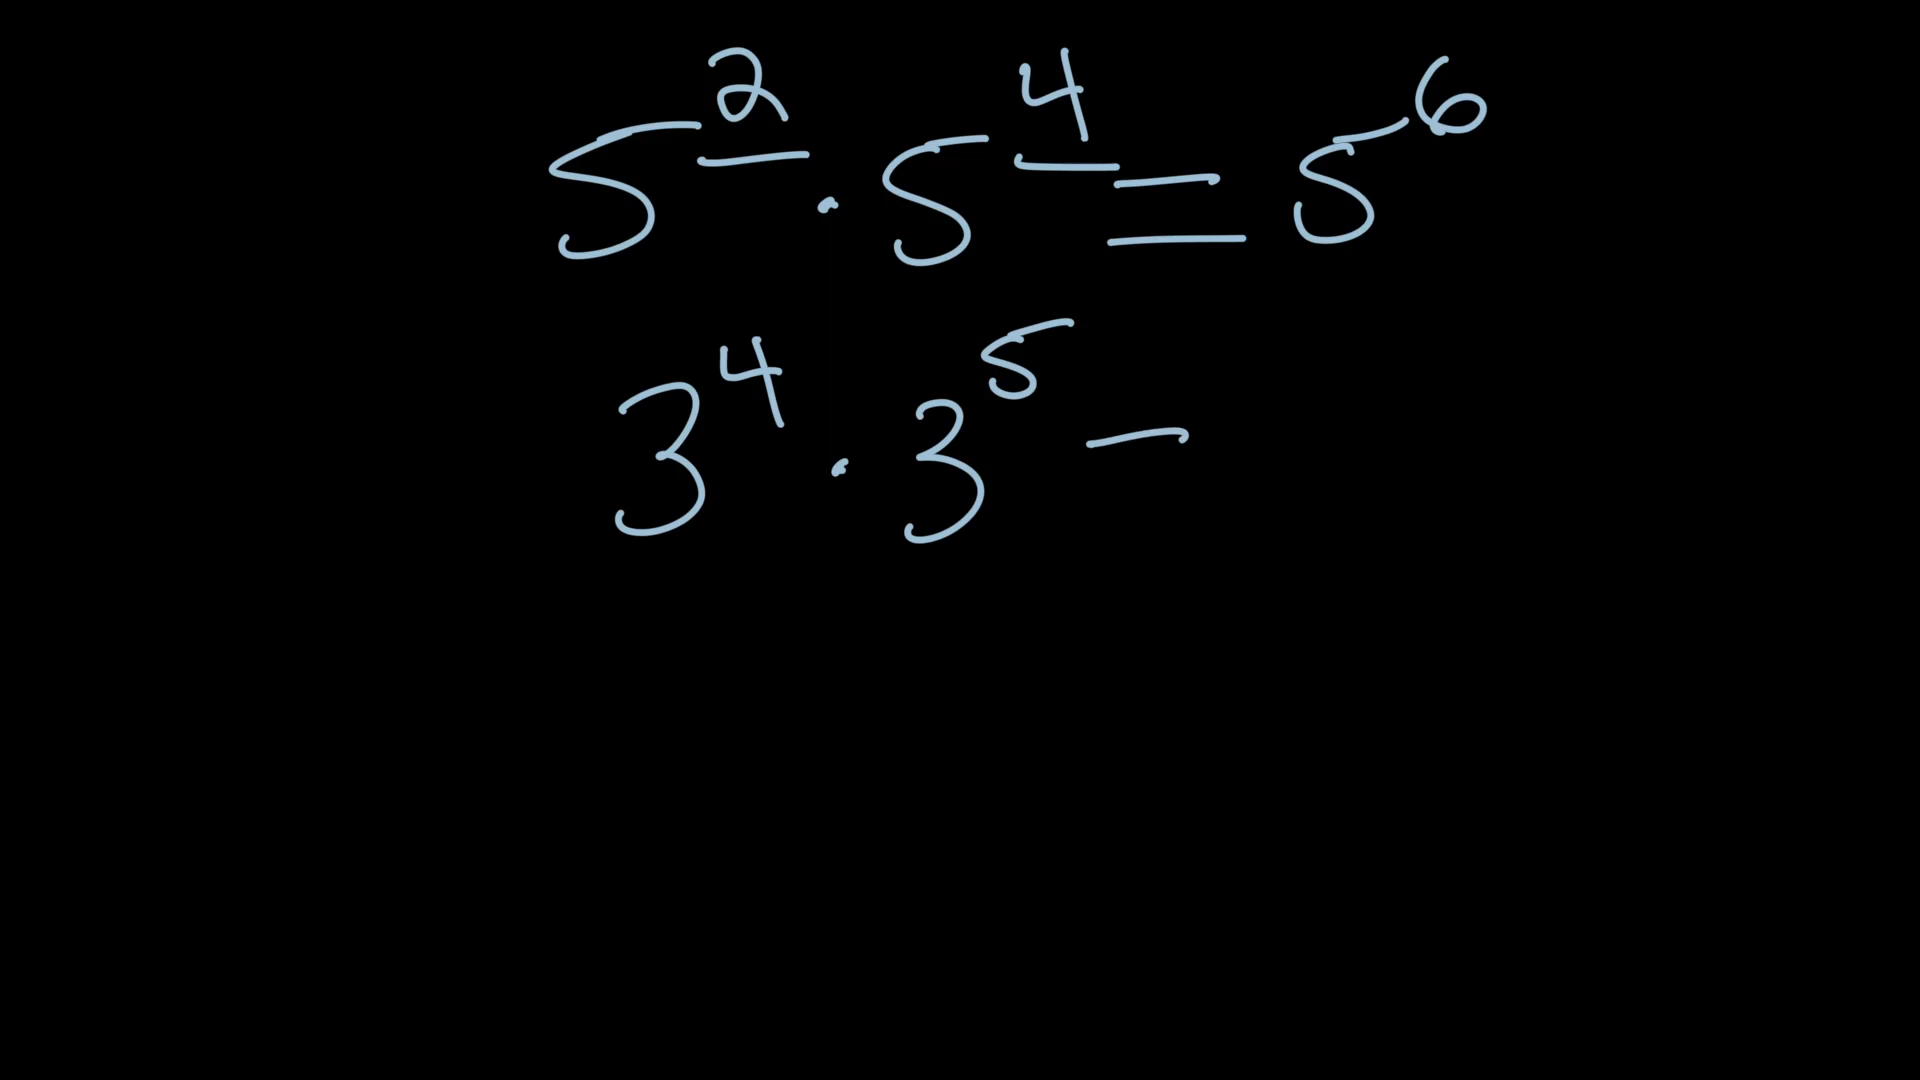 5² · 5⁴ = 5⁶
3⁴ · 3⁵ −